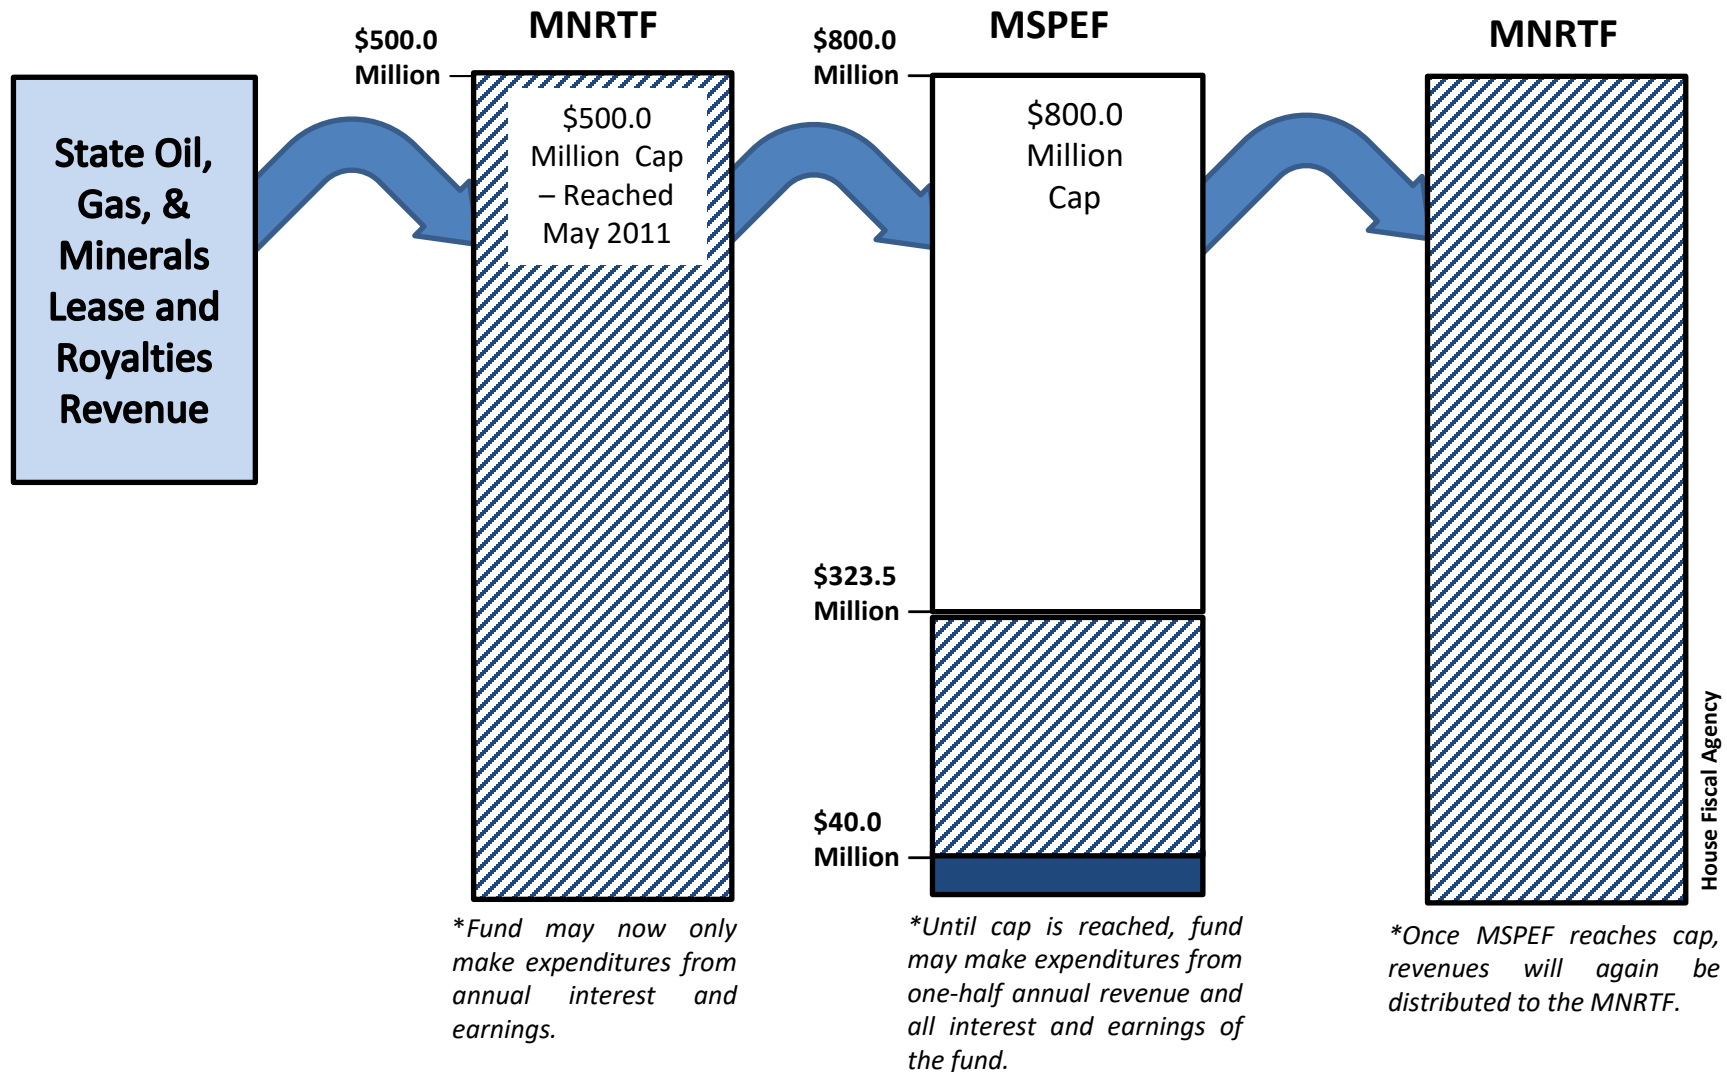 State Oil,
Gas, &
Minerals
Lease and
Royalties
Revenue
MNRTF
$500.0
Million
$500.0
Million Cap
– Reached
May 2011
*Fund may now only
make expenditures from
annual interest and
earnings.
MSPEF
$800.0
Million
$800.0
Million
Cap
$323.5
Million
$40.0
Million
*Until cap is reached, fund
may make expenditures from
one-half annual revenue and
all interest and earnings of
the fund.
MNRTF
*Once MSPEF reaches cap,
revenues will again be
distributed to the MNRTF.
House Fiscal Agency